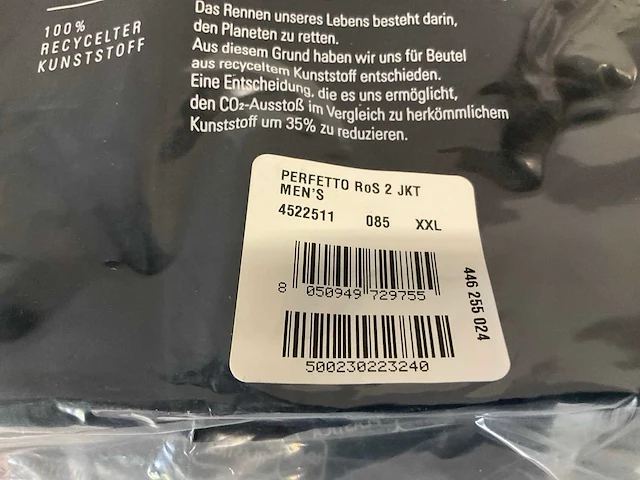 100%
RECYCELTER
KUNSTSTOFF
Das Rennen unseres Lebens besteht darin,
den Planeten zu retten.
Aus diesem Grund haben wir uns für Beutel
aus recyceltem Kunststoff entschieden.
Eine Entscheidung, die es uns ermöglicht,
den CO₂-Ausstoß im Vergleich zu herkömmlichem
Kunststoff um 35% zu reduzieren.
PERFETTO RoS 2 JKT
MEN'S
4522511 085 XXL
8 050949 729755
500230223240
446 255 024